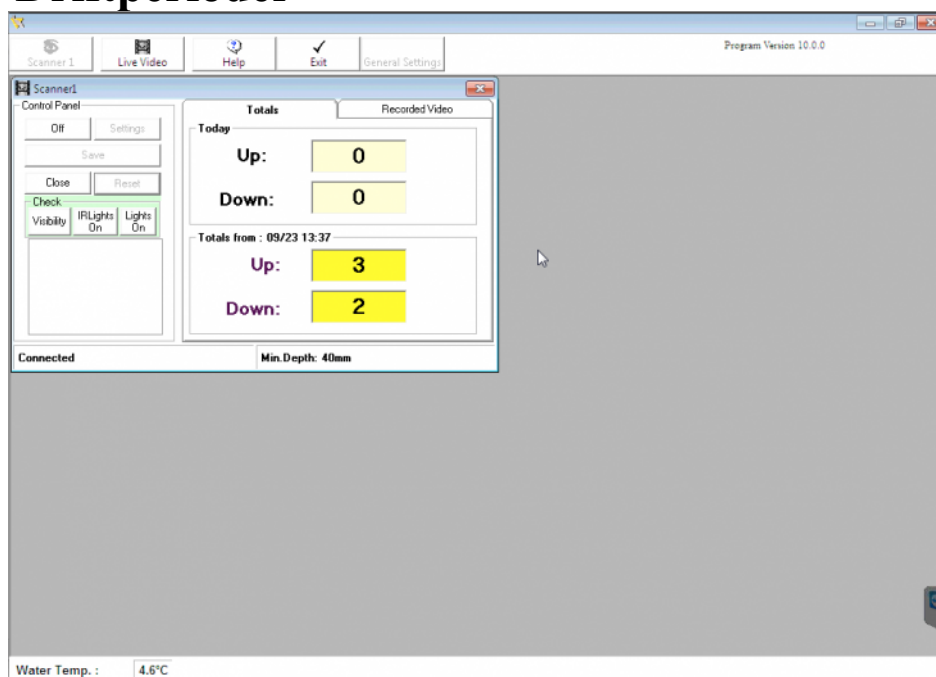 Driftperioder
Program Version 10.0.0
Scanner 1 Live Video Help Exit General Settings
Scanner1
Control Panel
Off Settings
Save
Close Reset
Check
Visibility IRLights On Lights On
Totals Recorded Video
Today
Up: 0
Down: 0
Totals from : 09/23 13:37
Up: 3
Down: 2
Connected Min.Depth: 40mm
Water Temp. : 4.6°C